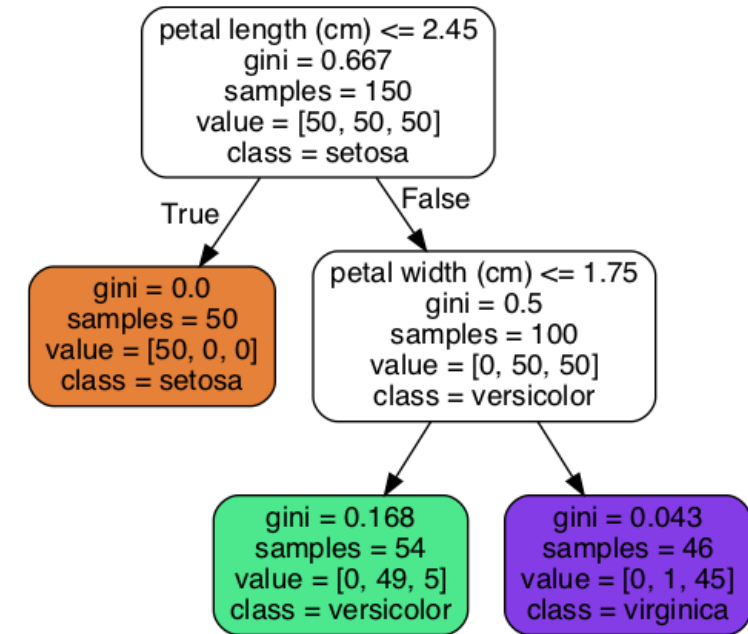 petal length (cm) <= 2.45
gini = 0.667
samples = 150
value = [50, 50, 50]
class = setosa
True
False
gini = 0.0
samples = 50
value = [50, 0, 0]
class = setosa
petal width (cm) <= 1.75
gini = 0.5
samples = 100
value = [0, 50, 50]
class = versicolor
gini = 0.168
samples = 54
value = [0, 49, 5]
class = versicolor
gini = 0.043
samples = 46
value = [0, 1, 45]
class = virginica